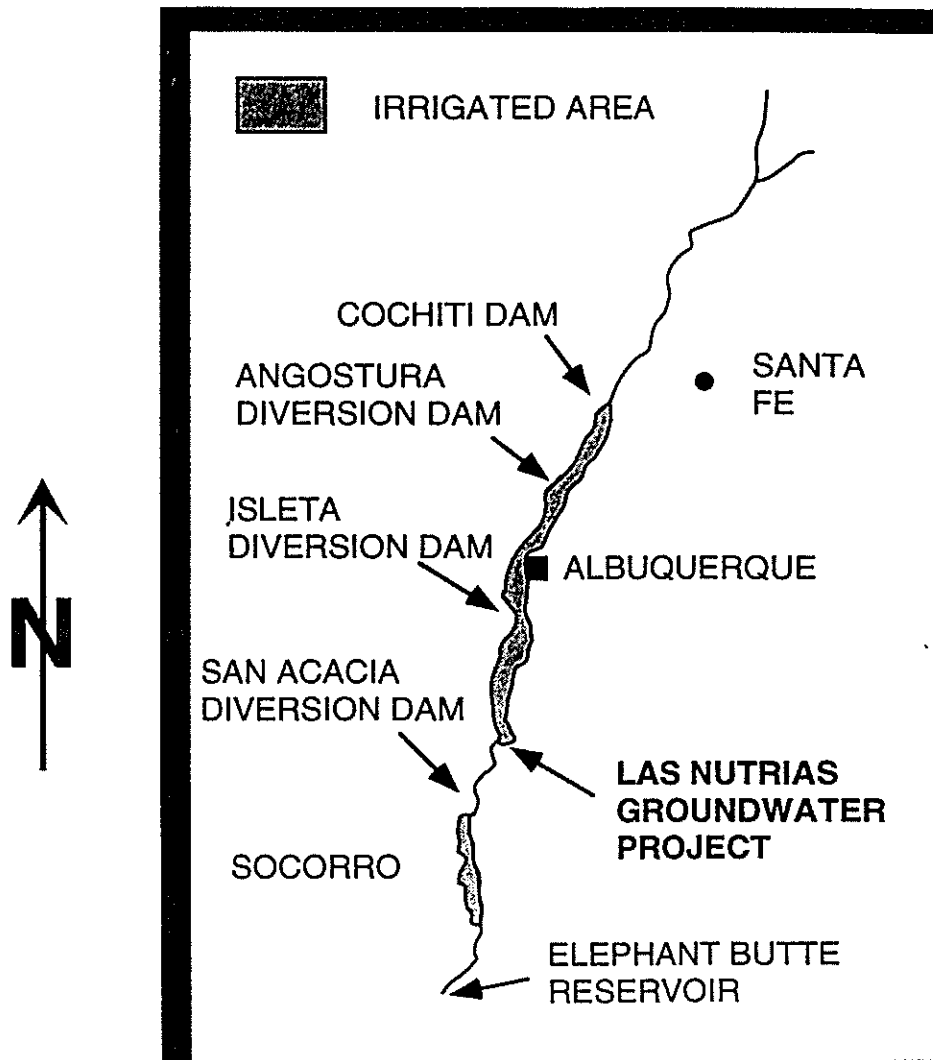 IRRIGATED AREA
COCHITI DAM
SANTA
FE
ANGOSTURA
DIVERSION DAM
ISLETA
DIVERSION DAM
ALBUQUERQUE
N
SAN ACACIA
DIVERSION DAM
LAS NUTRIAS
GROUNDWATER
PROJECT
SOCORRO
ELEPHANT BUTTE
RESERVOIR